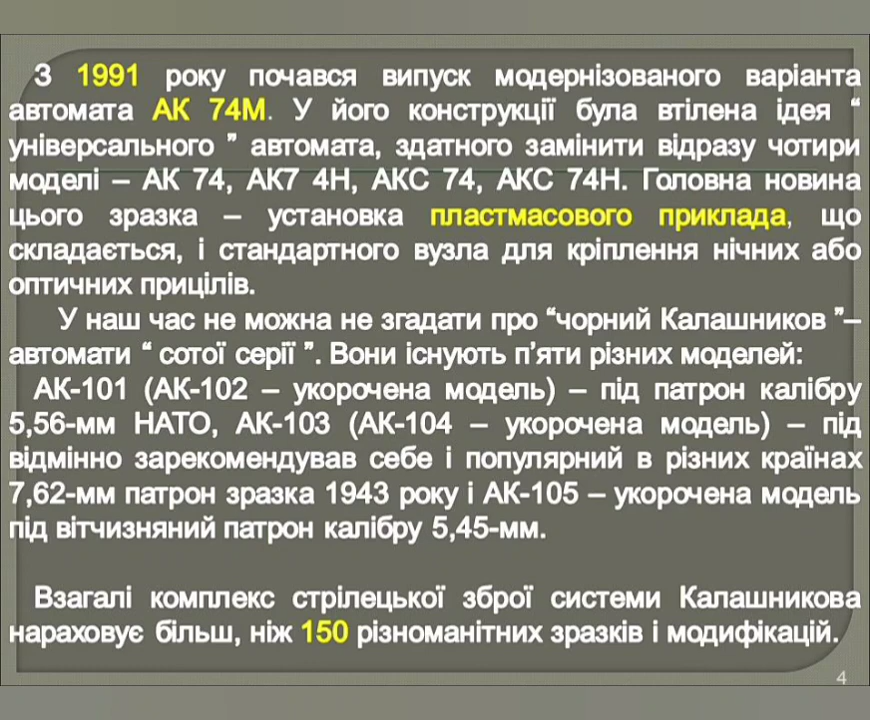 З 1991 року почався випуск модернізованого варіанта
автомата АК 74М. У його конструкції була втілена ідея “
універсального ” автомата, здатного замінити відразу чотири
моделі – АК 74, АК7 4Н, АКС 74, АКС 74Н. Головна новина
цього зразка – установка пластмасового приклада, що
складається, і стандартного вузла для кріплення нічних або
оптичних прицілів.
У наш час не можна не згадати про “чорний Калашников ”–
автомати “ сотої серії ”. Вони існують п’яти різних моделей:
АК-101 (АК-102 – укорочена модель) – під патрон калібру
5,56-мм НАТО, АК-103 (АК-104 – укорочена модель) – під
відмінно зарекомендував себе і популярний в різних країнах
7,62-мм патрон зразка 1943 року і АК-105 – укорочена модель
під вітчизняний патрон калібру 5,45-мм.
Взагалі комплекс стрілецької зброї системи Калашникова
нараховує більш, ніж 150 різноманітних зразків і модифікацій.
4